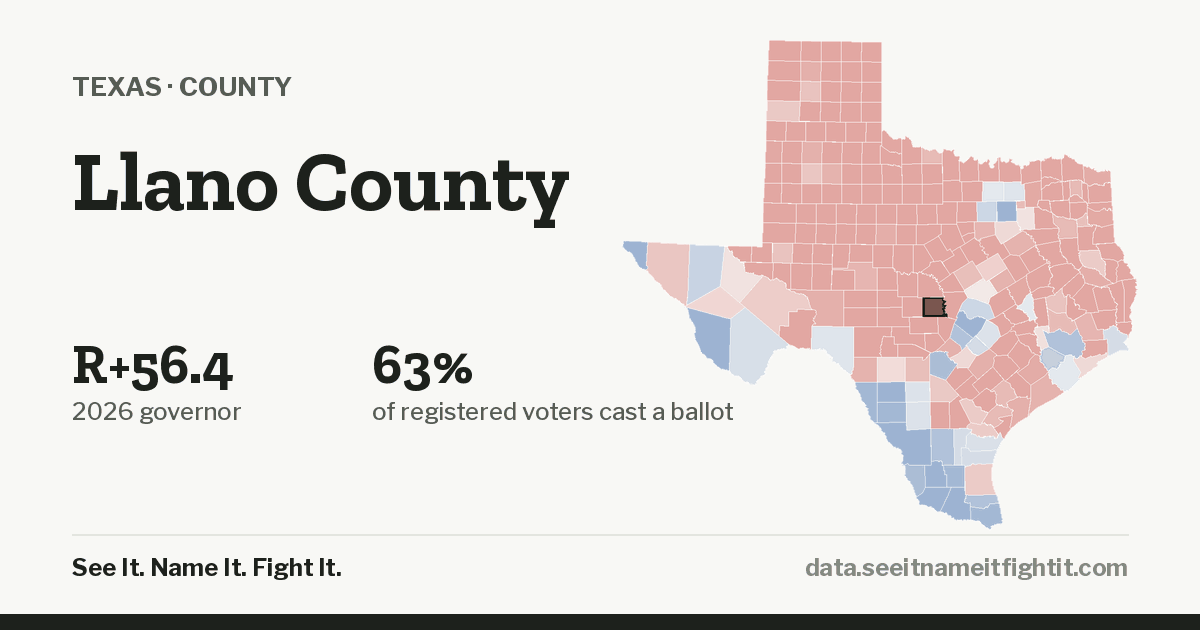 TEXAS · COUNTY
Llano County
R+56.4
2026 governor
63%
of registered voters cast a ballot
See It. Name It. Fight It.
data.seeitnameitfightit.com